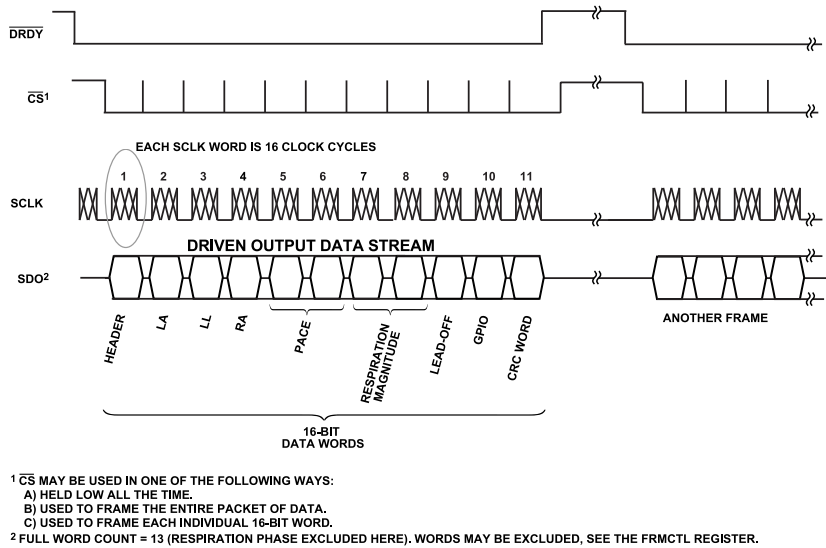 DRDY
CS1
EACH SCLK WORD IS 16 CLOCK CYCLES
1 2 3 4 5 6 7 8 9 10 11
SCLK
DRIVEN OUTPUT DATA STREAM
SDO2
ANOTHER FRAME
HEADER
LA
LL
RA
PACE
RESPIRATION
MAGNITUDE
LEAD-OFF
GPIO
CRC WORD
16-BIT
DATA WORDS
1 CS MAY BE USED IN ONE OF THE FOLLOWING WAYS:
A) HELD LOW ALL THE TIME.
B) USED TO FRAME THE ENTIRE PACKET OF DATA.
C) USED TO FRAME EACH INDIVIDUAL 16-BIT WORD.
2 FULL WORD COUNT = 13 (RESPIRATION PHASE EXCLUDED HERE). WORDS MAY BE EXCLUDED, SEE THE FRMCTL REGISTER.